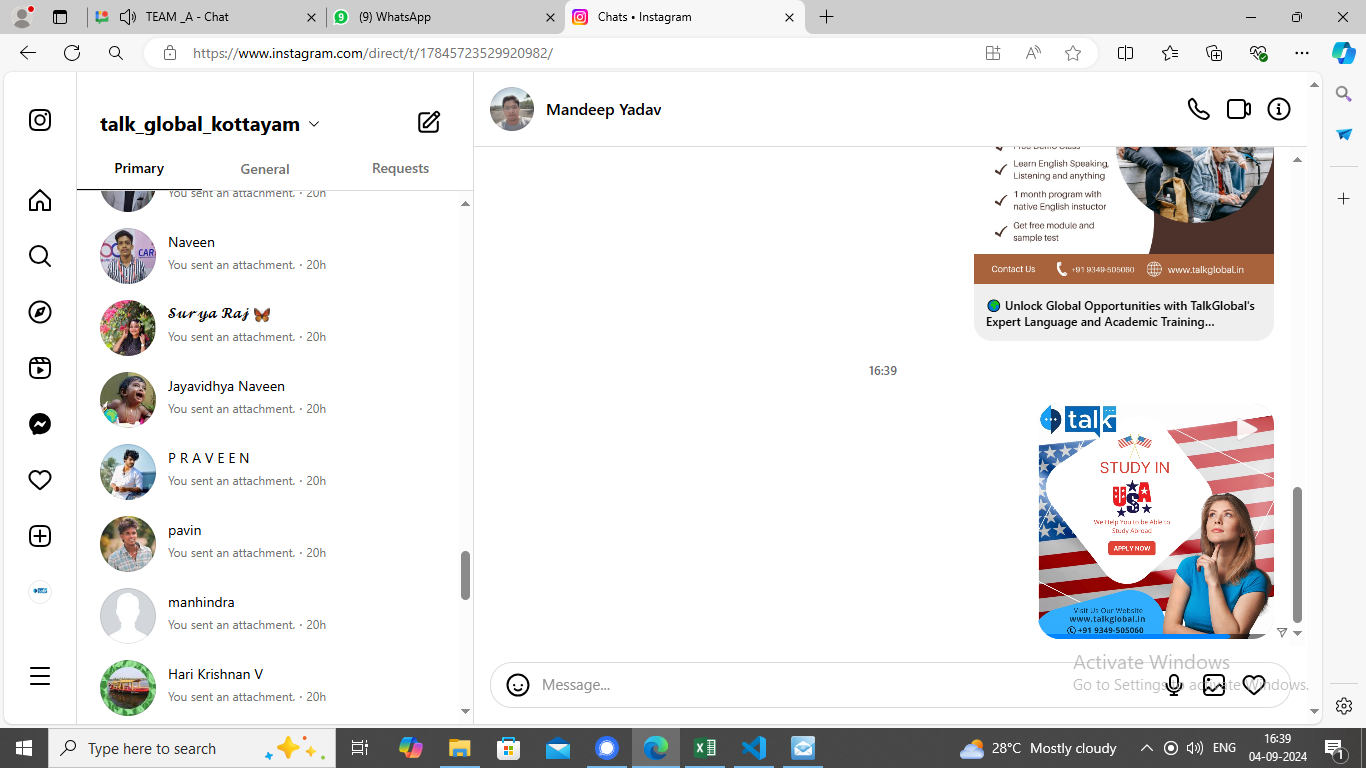 TEAM _A - Chat
(9) WhatsApp
Chats • Instagram
https://www.instagram.com/direct/t/17845723529920982/
talk_global_kottayam
Primary
General
Requests
You sent an attachment. · 20h
Naveen
You sent an attachment. · 20h
𝓢𝓾𝓻𝔂𝓪 𝓡𝓪𝓳 🦋
You sent an attachment. · 20h
Jayavidhya Naveen
You sent an attachment. · 20h
P R A V E E N
You sent an attachment. · 20h
pavin
You sent an attachment. · 20h
manhindra
You sent an attachment. · 20h
Hari Krishnan V
You sent an attachment. · 20h
Mandeep Yadav
Free Demo Class
Learn English Speaking,
Listening and anything
1 month program with
native English instuctor
Get free module and
sample test
Contact Us
+91 9349-505060
www.talkglobal.in
🌍 Unlock Global Opportunities with TalkGlobal's
Expert Language and Academic Training...
16:39
talk
STUDY IN
USA
We Help You to be Able to
Study Abroad
APPLY NOW
Visit Us Our Website
www.talkglobal.in
+91 9349-505060
Message...
Activate Windows
Go to Settings to activate Windows.
Type here to search
28°C Mostly cloudy
ENG
16:39
04-09-2024
1